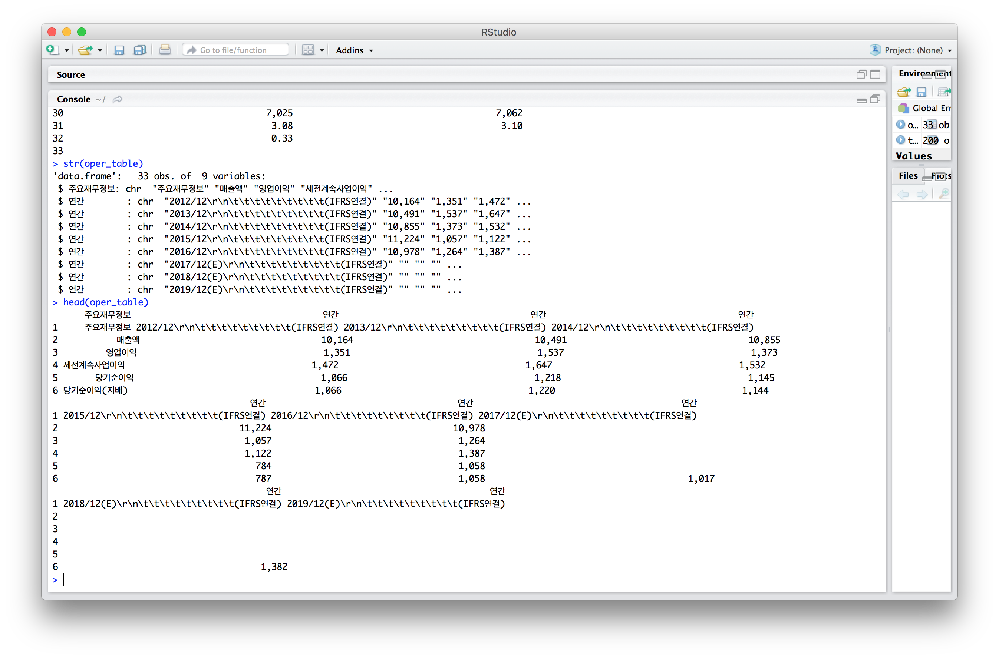 RStudio
Go to file/function
Addins
Project: (None)
Source
Console ~/
30 7,025 7,062
31 3.08 3.10
32 0.33
33
> str(oper_table)
'data.frame': 33 obs. of 9 variables:
$ 주요재무정보: chr "주요재무정보" "매출액" "영업이익" "세전계속사업이익" ...
$ 연간 : chr "2012/12\r\n\t\t\t\t\t\t\t\t\t(IFRS연결)" "10,164" "1,351" "1,472" ...
$ 연간 : chr "2013/12\r\n\t\t\t\t\t\t\t\t\t(IFRS연결)" "10,491" "1,537" "1,647" ...
$ 연간 : chr "2014/12\r\n\t\t\t\t\t\t\t\t\t(IFRS연결)" "10,855" "1,373" "1,532" ...
$ 연간 : chr "2015/12\r\n\t\t\t\t\t\t\t\t\t(IFRS연결)" "11,224" "1,057" "1,122" ...
$ 연간 : chr "2016/12\r\n\t\t\t\t\t\t\t\t\t(IFRS연결)" "10,978" "1,264" "1,387" ...
$ 연간 : chr "2017/12(E)\r\n\t\t\t\t\t\t\t\t\t(IFRS연결)" "" "" "" ...
$ 연간 : chr "2018/12(E)\r\n\t\t\t\t\t\t\t\t\t(IFRS연결)" "" "" "" ...
$ 연간 : chr "2019/12(E)\r\n\t\t\t\t\t\t\t\t\t(IFRS연결)" "" "" "" ...
> head(oper_table)
주요재무정보 연간 연간 연간
1 주요재무정보 2012/12\r\n\t\t\t\t\t\t\t\t\t(IFRS연결) 2013/12\r\n\t\t\t\t\t\t\t\t\t(IFRS연결) 2014/12\r\n\t\t\t\t\t\t\t\t\t(IFRS연결)
2 매출액 10,164 10,491 10,855
3 영업이익 1,351 1,537 1,373
4 세전계속사업이익 1,472 1,647 1,532
5 당기순이익 1,066 1,218 1,145
6 당기순이익(지배) 1,066 1,220 1,144
연간 연간 연간
1 2015/12\r\n\t\t\t\t\t\t\t\t\t(IFRS연결) 2016/12\r\n\t\t\t\t\t\t\t\t\t(IFRS연결) 2017/12(E)\r\n\t\t\t\t\t\t\t\t\t(IFRS연결)
2 11,224 10,978
3 1,057 1,264
4 1,122 1,387
5 784 1,058
6 787 1,058 1,017
연간 연간
1 2018/12(E)\r\n\t\t\t\t\t\t\t\t\t(IFRS연결) 2019/12(E)\r\n\t\t\t\t\t\t\t\t\t(IFRS연결)
2
3
4
5
6 1,382
>
Environment
Global En
o... 33 ob
t... 200 o
Values
Files Plots